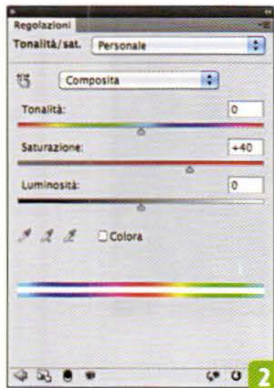 Regolazioni
Tonalità/sat. Personale
Composita
Tonalità: 0
Saturazione: +40
Luminosità: 0
Colora
2